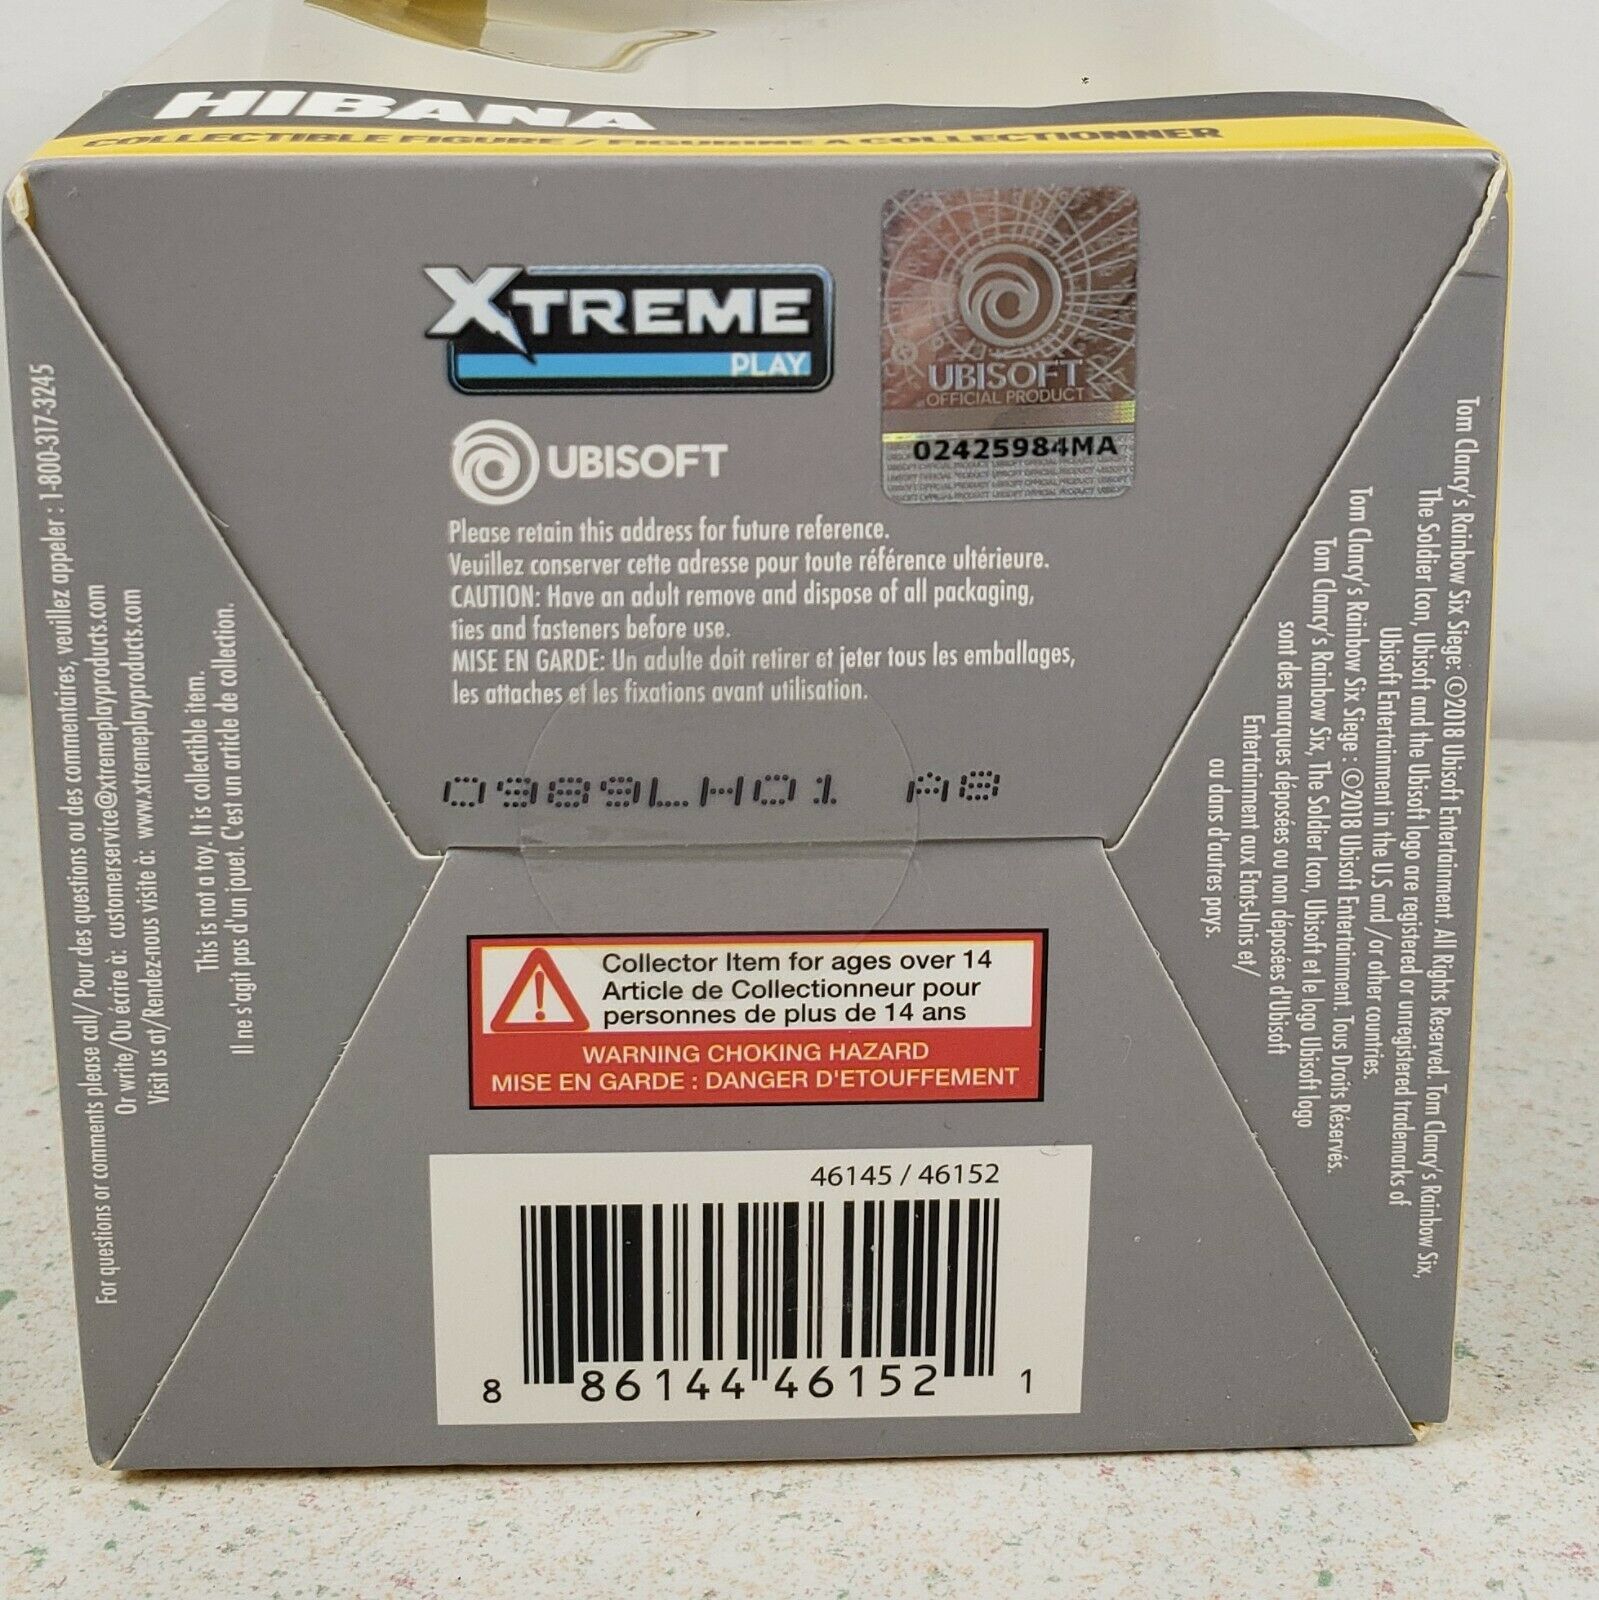 HIBANA
COLLECTIBLE FIGURE / FIGURINE A COLLECTIONNER
XTREME
PLAY
UBISOFT
OFFICIAL PRODUCT
02425984MA
UBISOFT
Please retain this address for future reference.
Veuillez conserver cette adresse pour toute référence ultérieure.
CAUTION: Have an adult remove and dispose of all packaging,
ties and fasteners before use.
MISE EN GARDE: Un adulte doit retirer et jeter tous les emballages,
les attaches et les fixations avant utilisation.
0989LH01 A8
For questions or comments please call/ Pour des questions ou des commentaires, veuillez appeler : 1-800-317-3245
Or write/Ou écrire à: customerservice@xtremeplayproducts.com
Visit us at/Rendez-nous visite à: www.xtremeplayproducts.com
This is not a toy. It is collectible item.
Il ne s'agit pas d'un jouet. C'est un article de collection.
Tom Clancy's Rainbow Six Siege: ©2018 Ubisoft Entertainment. All Rights Reserved. Tom Clancy's Rainbow Six,
The Soldier Icon, Ubisoft and the Ubisoft logo are registered or unregistered trademarks of
Ubisoft Entertainment in the U.S and /or other countries.
Tom Clancy's Rainbow Six Siege : ©2018 Ubisoft Entertainment. Tous Droits Réservés.
Tom Clancy's Rainbow Six, The Soldier Icon, Ubisoft et le logo Ubisoft logo
sont des marques déposées ou non déposées d'Ubisoft
Entertainment aux Etats-Unis et/
ou dans d'autres pays.
Collector Item for ages over 14
Article de Collectionneur pour
personnes de plus de 14 ans
WARNING CHOKING HAZARD
MISE EN GARDE : DANGER D'ETOUFFEMENT
46145 / 46152
8 86144 46152 1